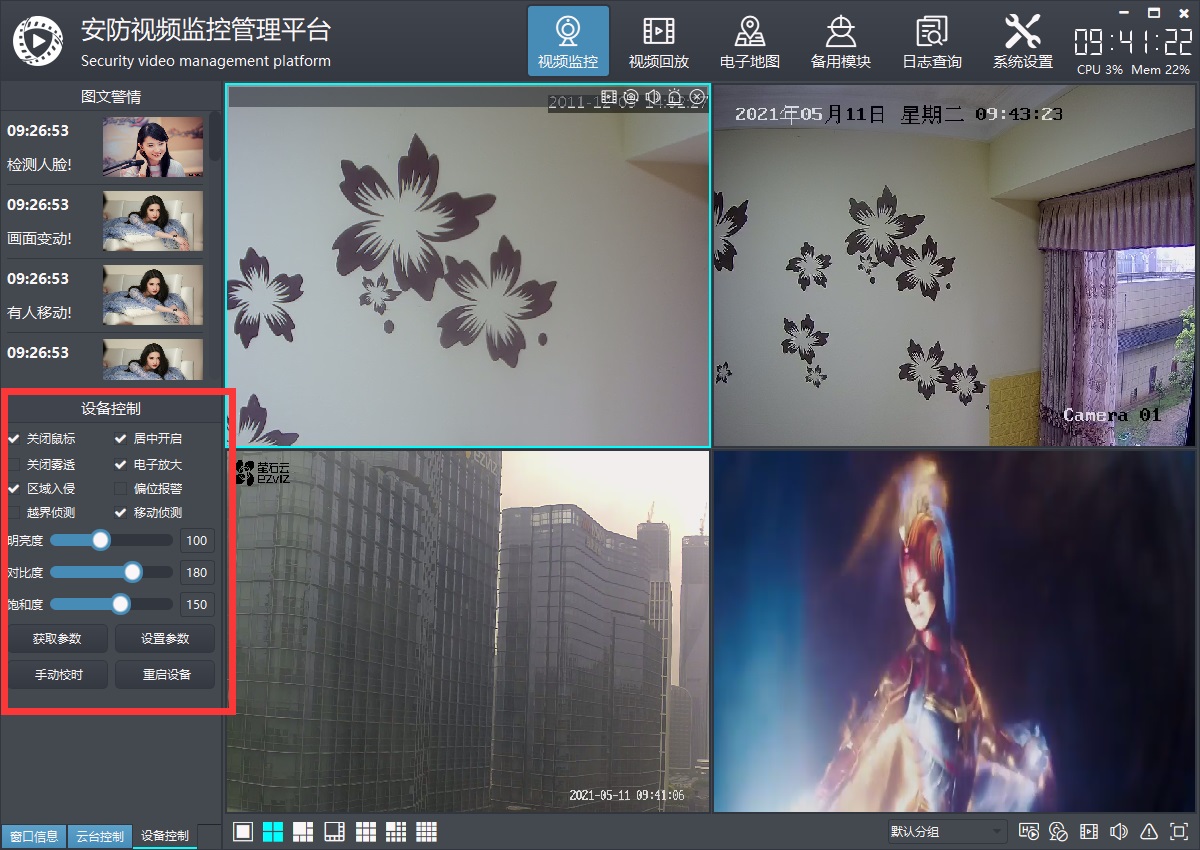 安防视频监控管理平台
Security video management platform
视频监控
视频回放
电子地图
备用模块
日志查询
系统设置
09:41:22
CPU 3% Mem 22%
图文警情
09:26:53
检测人脸!
09:26:53
画面变动!
09:26:53
有人移动!
09:26:53
设备控制
关闭鼠标 居中开启
关闭雾透 电子放大
区域入侵 偏位报警
越界侦测 移动侦测
明亮度 100
对比度 180
饱和度 150
获取参数 设置参数
手动校时 重启设备
窗口信息 云台控制 设备控制
2021年05月11日 星期二 09:43:23
Camera 01
萤石云
ezviz
2021-05-11 09:41:06
默认分组